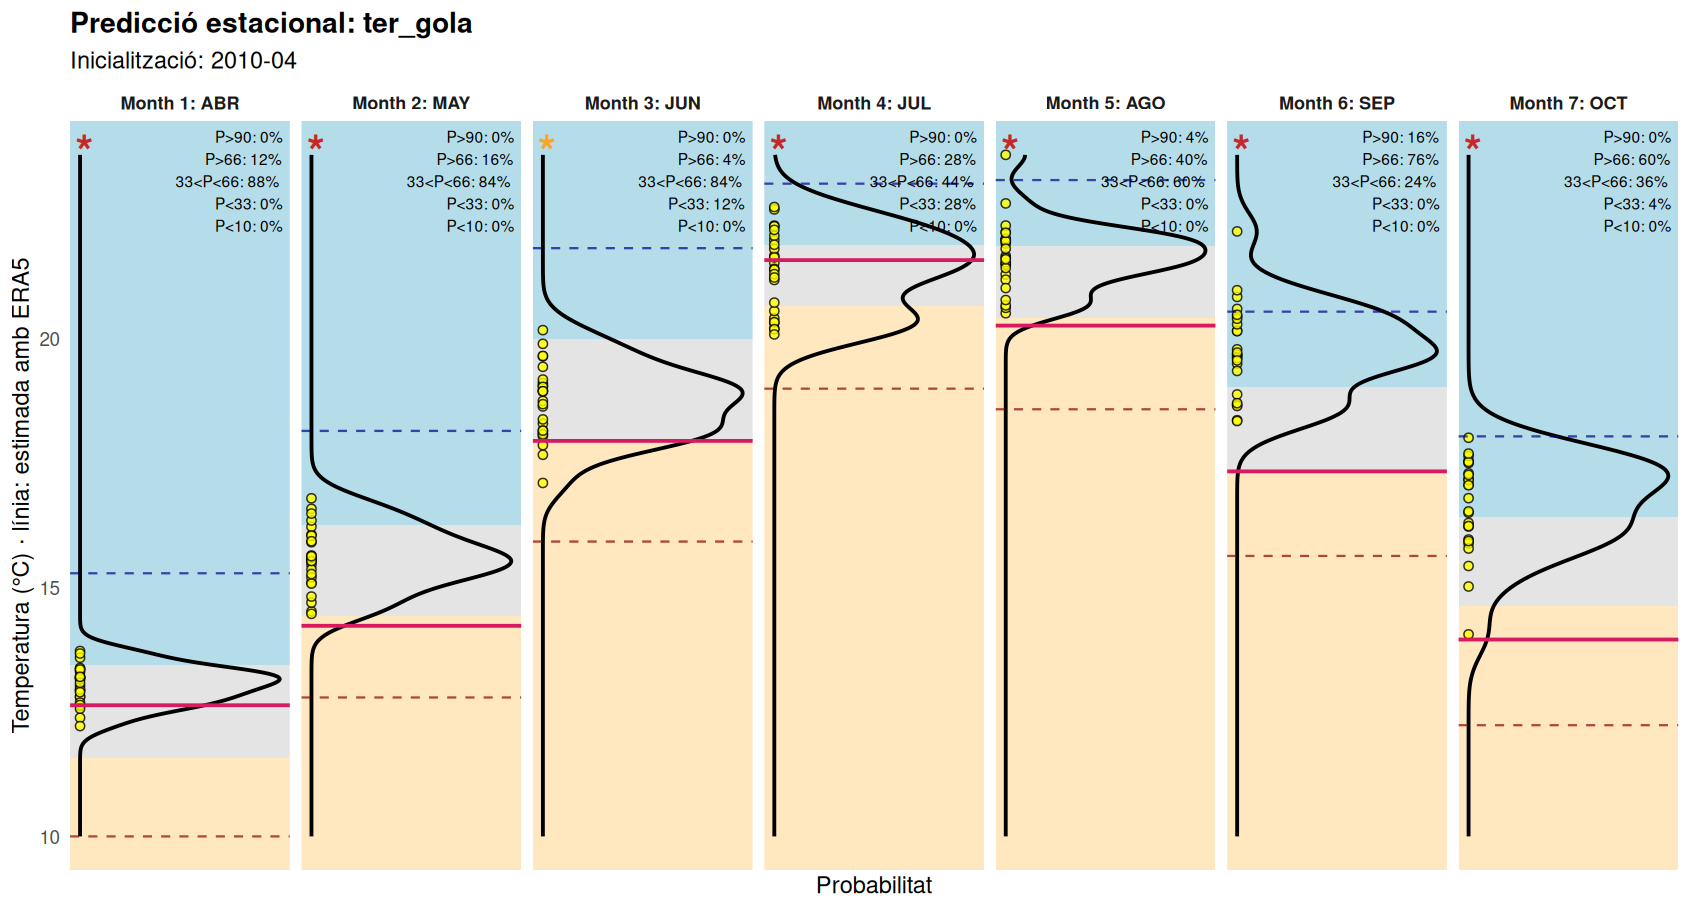 Predicció estacional: ter_gola
Inicialització: 2010-04
Month 1: ABR
Month 2: MAY
Month 3: JUN
Month 4: JUL
Month 5: AGO
Month 6: SEP
Month 7: OCT
*
P>90: 0%
P>66: 12%
33<P<66: 88%
P<33: 0%
P<10: 0%
*
P>90: 0%
P>66: 16%
33<P<66: 84%
P<33: 0%
P<10: 0%
*
P>90: 0%
P>66: 4%
33<P<66: 84%
P<33: 12%
P<10: 0%
*
P>90: 0%
P>66: 28%
33<P<66: 44%
P<33: 28%
P<10: 0%
*
P>90: 4%
P>66: 40%
33<P<66: 60%
P<33: 0%
P<10: 0%
*
P>90: 16%
P>66: 76%
33<P<66: 24%
P<33: 0%
P<10: 0%
*
P>90: 0%
P>66: 60%
33<P<66: 36%
P<33: 4%
P<10: 0%
Temperatura (°C) · línia: estimada amb ERA5
20
15
10
Probabilitat